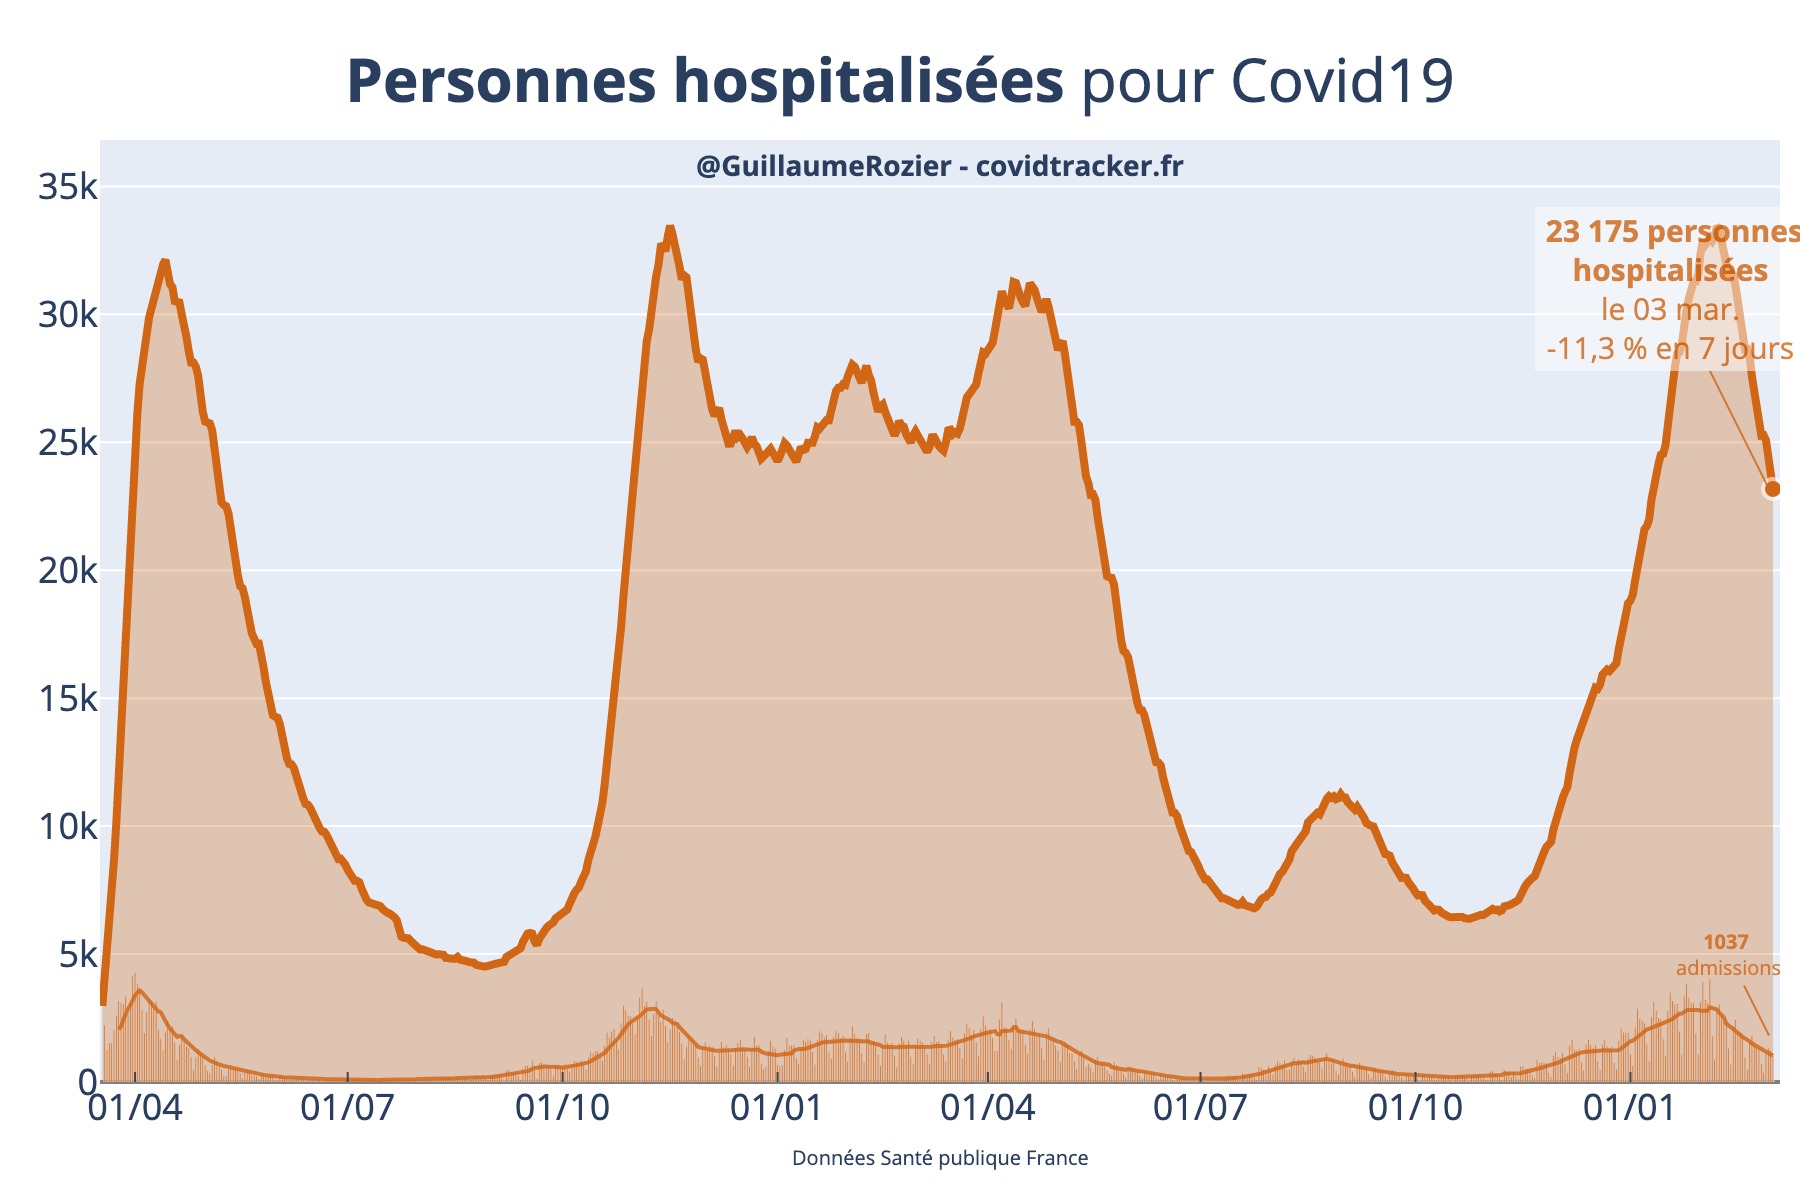 Personnes hospitalisées pour Covid19
@GuillaumeRozier - covidtracker.fr
35k
30k
25k
20k
15k
10k
5k
0
23 175 personnes
hospitalisées
le 03 mar.
-11,3 % en 7 jours
1037
admissions
01/04
01/07
01/10
01/01
01/04
01/07
01/10
01/01
Données Santé publique France